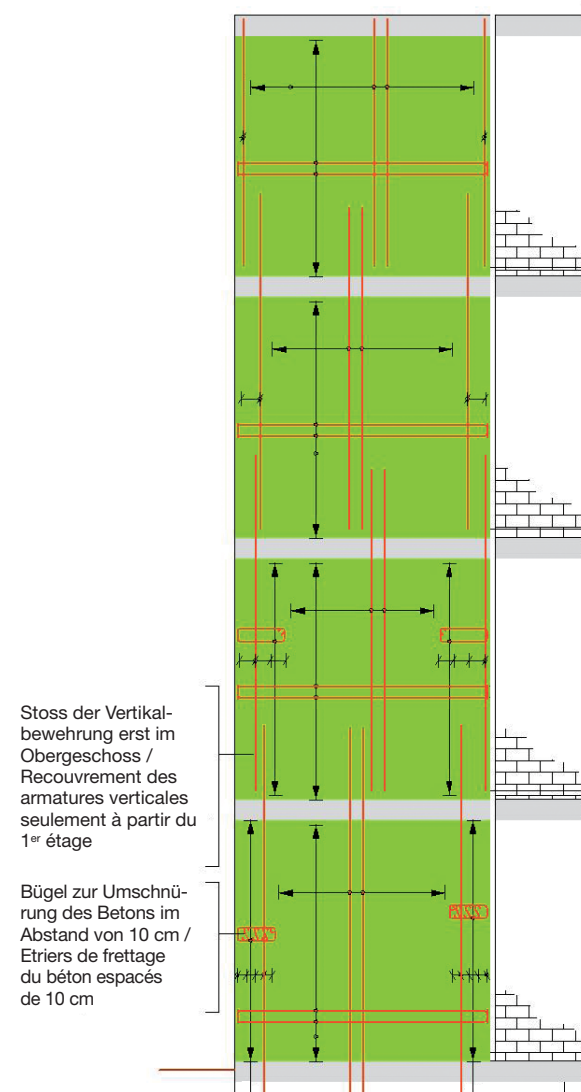 Stoss der Vertikal-
bewehrung erst im
Obergeschoss /
Recouvrement des
armatures verticales
seulement à partir du
1er étage
Bügel zur Umschnü-
rung des Betons im
Abstand von 10 cm /
Etriers de frettage
du béton espacés
de 10 cm